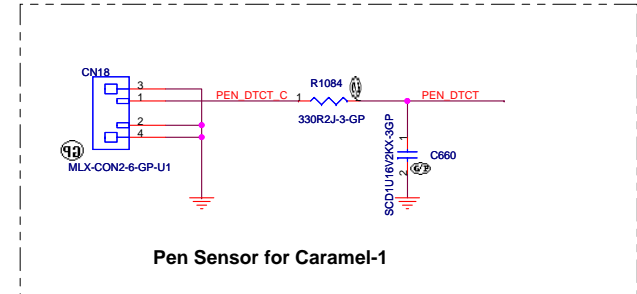 CN18
3
1
2
4
MLX-CON2-6-GP-U1
PEN_DTCT_C
1
R1084
330R2J-3-GP
PEN_DTCT
SCD1U16V2KX-3GP
1
2
C660
Pen Sensor for Caramel-1